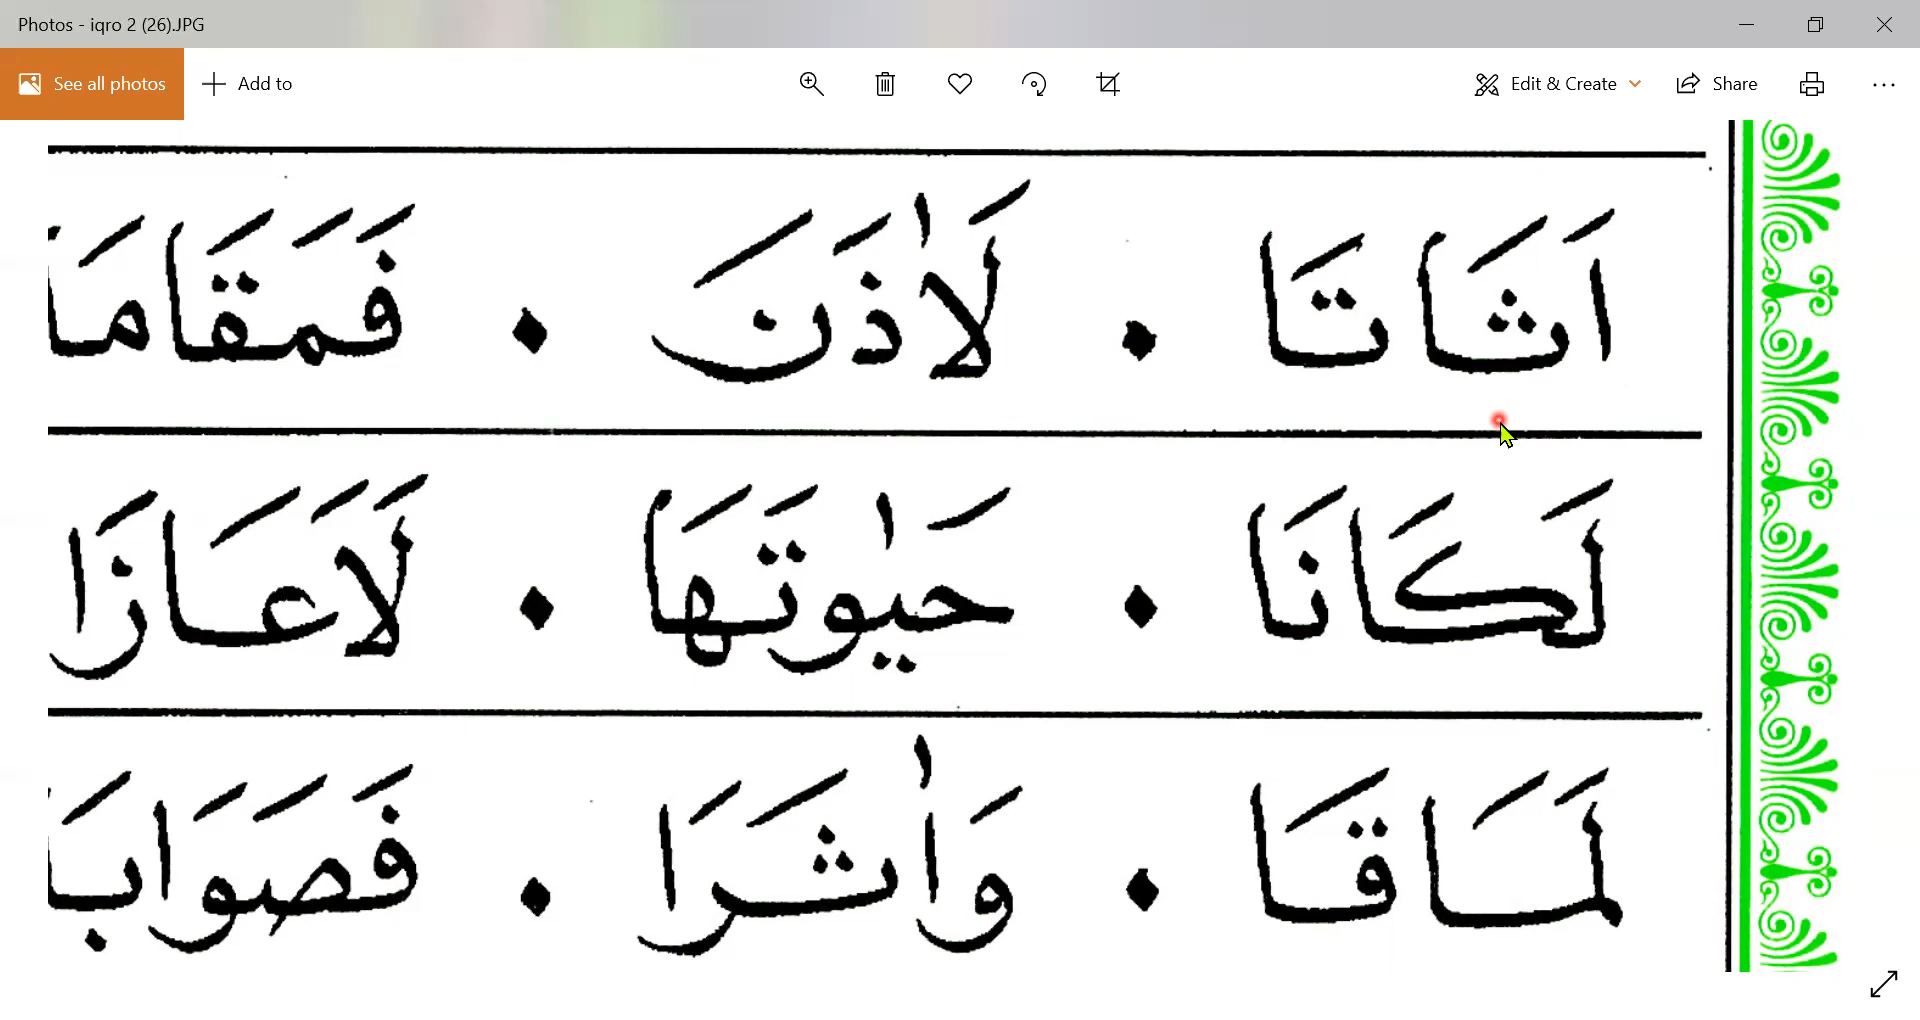 Photos - iqro 2 (26).JPG
See all photos Add to Edit & Create Share
اَثَاتَا . لَاٰذَنَ . فَمَقَامَا
لَكَانَا . حَيٰوتَهَا . لَاعَازَا
لَمَاقَا . وَاٰثَرَا . فَصَوَابَا